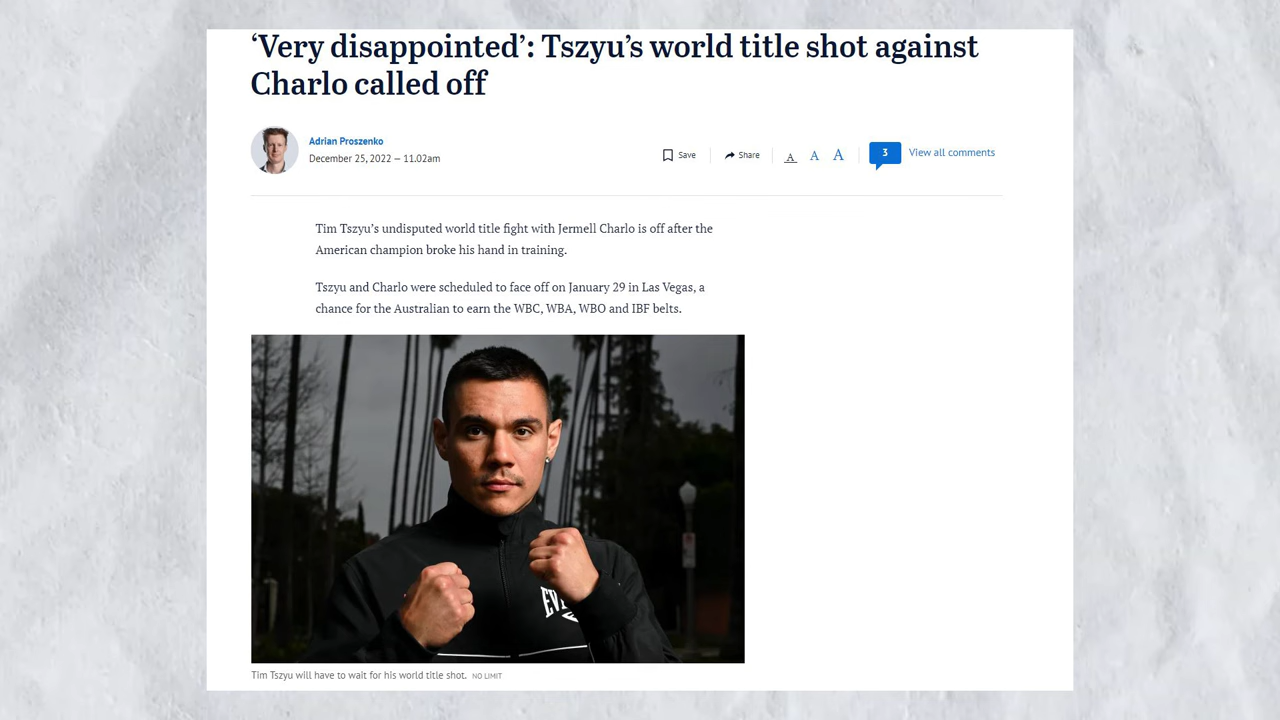 ‘Very disappointed’: Tszyu’s world title shot against
Charlo called off
Adrian Proszenko
December 25, 2022 — 11.02am
Save
Share
A A A
3
View all comments
Tim Tszyu’s undisputed world title fight with Jermell Charlo is off after the
American champion broke his hand in training.
Tszyu and Charlo were scheduled to face off on January 29 in Las Vegas, a
chance for the Australian to earn the WBC, WBA, WBO and IBF belts.
Tim Tszyu will have to wait for his world title shot. NO LIMIT